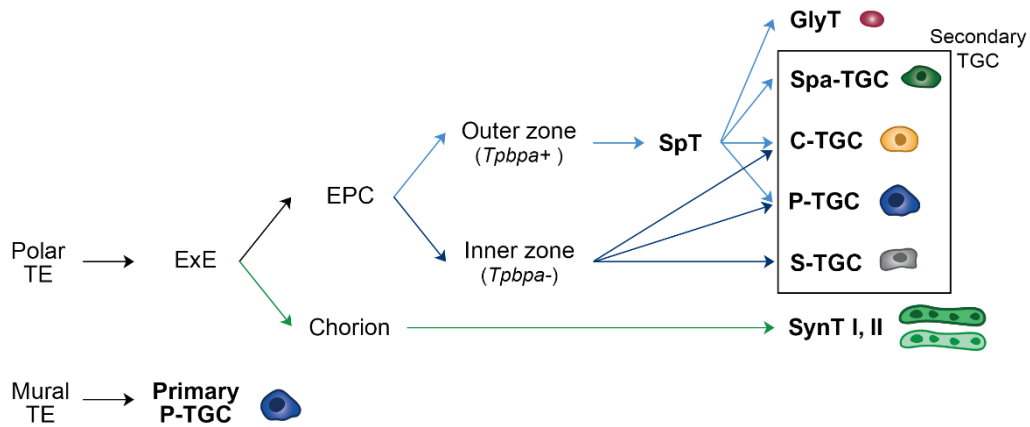 GlyT
Secondary
TGC
Spa-TGC
Outer zone
(Tpbpa+ )
SpT
C-TGC
EPC
P-TGC
Polar
TE
ExE
Inner zone
(Tpbpa-)
S-TGC
Chorion
SynT I, II
Mural
TE
Primary
P-TGC